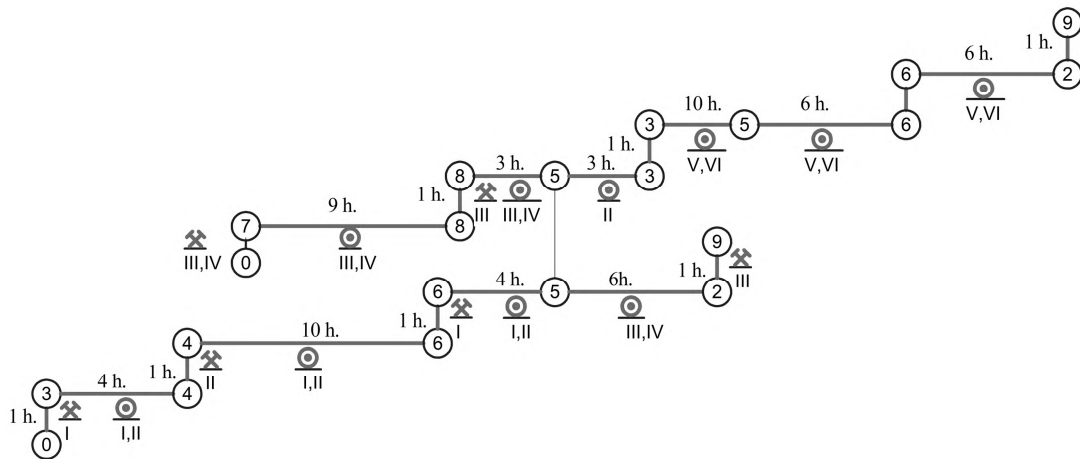 9
1 h.
6 h.
6
2
V,VI
10 h.
6 h.
3
5
6
1 h.
V,VI
V,VI
3 h.
3 h.
8
5
3
1 h.
III
III,IV
II
9 h.
7
8
III,IV
0
III,IV
9
1 h.
III
4 h.
6h.
6
5
2
1 h.
I
I,II
III,IV
10 h.
4
6
1 h.
II
I,II
4 h.
3
4
1 h.
I
I,II
0